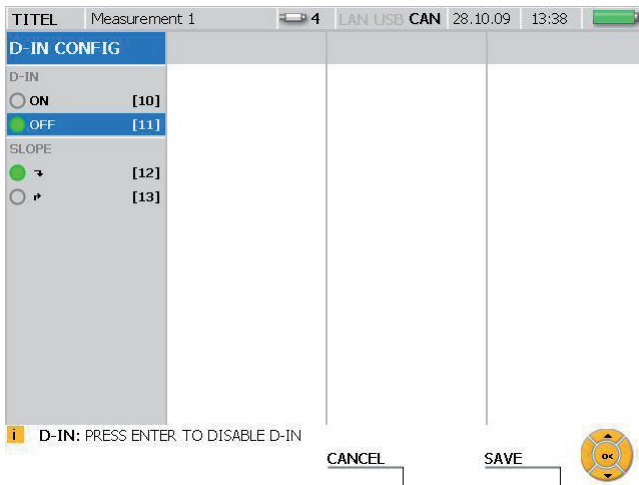 TITEL Measurement 1 4 LAN USB CAN 28.10.09 13:38
D-IN CONFIG
D-IN
ON [10]
OFF [11]
SLOPE
[12]
[13]
i D-IN: PRESS ENTER TO DISABLE D-IN
CANCEL SAVE OK